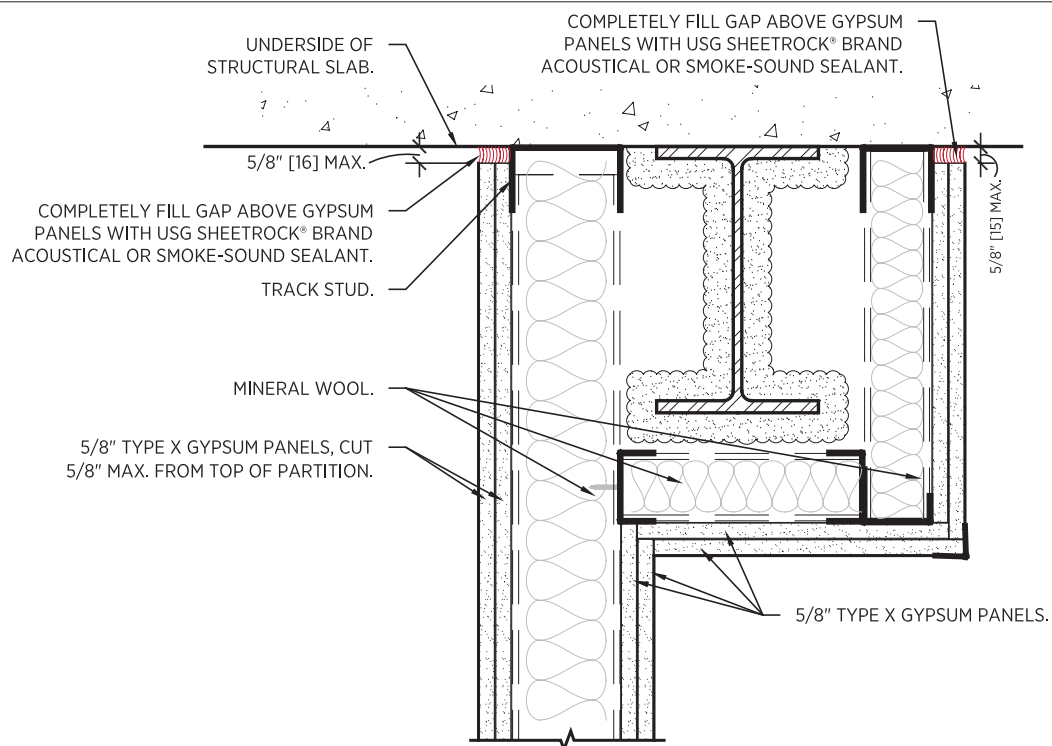 UNDERSIDE OF
STRUCTURAL SLAB.
COMPLETELY FILL GAP ABOVE GYPSUM
PANELS WITH USG SHEETROCK® BRAND
ACOUSTICAL OR SMOKE-SOUND SEALANT.
5/8" [16] MAX.
5/8" [15] MAX.
COMPLETELY FILL GAP ABOVE GYPSUM
PANELS WITH USG SHEETROCK® BRAND
ACOUSTICAL OR SMOKE-SOUND SEALANT.
TRACK STUD.
MINERAL WOOL.
5/8" TYPE X GYPSUM PANELS, CUT
5/8" MAX. FROM TOP OF PARTITION.
5/8" TYPE X GYPSUM PANELS.